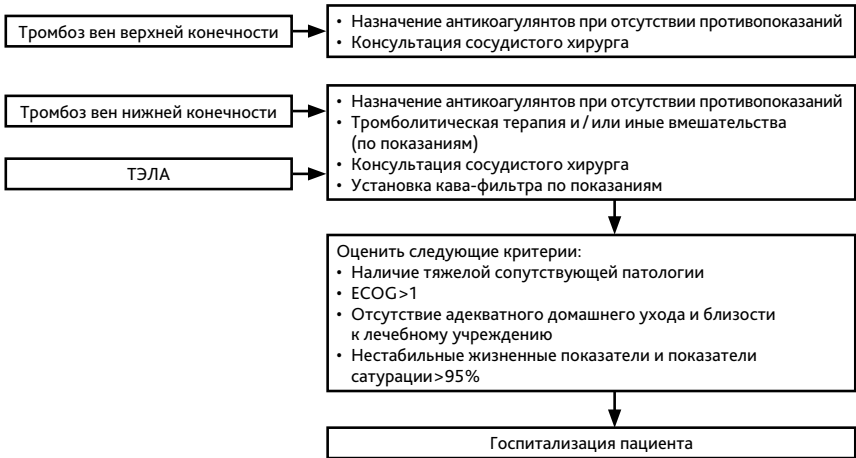 Тромбоз вен верхней конечности
• Назначение антикоагулянтов при отсутствии противопоказаний
• Консультация сосудистого хирурга
Тромбоз вен нижней конечности
ТЭЛА
• Назначение антикоагулянтов при отсутствии противопоказаний
• Тромболитическая терапия и/или иные вмешательства
(по показаниям)
• Консультация сосудистого хирурга
• Установка кава-фильтра по показаниям
Оценить следующие критерии:
• Наличие тяжелой сопутствующей патологии
• ECOG>1
• Отсутствие адекватного домашнего ухода и близости
к лечебному учреждению
• Нестабильные жизненные показатели и показатели
сатурации>95%
Госпитализация пациента